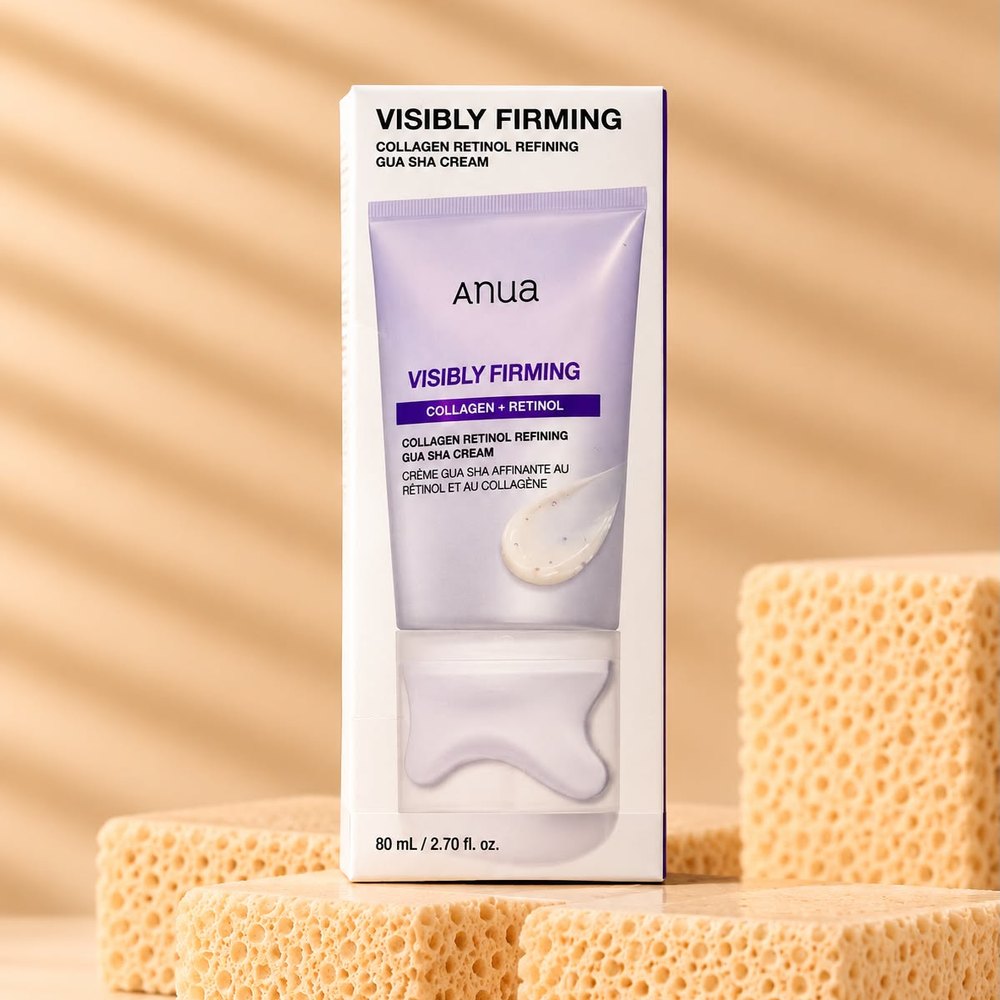 VISIBLY FIRMING
COLLAGEN RETINOL REFINING
GUA SHA CREAM
Anua
VISIBLY FIRMING
COLLAGEN + RETINOL
COLLAGEN RETINOL REFINING
GUA SHA CREAM
CRÈME GUA SHA AFFINANTE AU
RÉTINOL ET AU COLLAGÈNE
80 mL / 2.70 fl. oz.